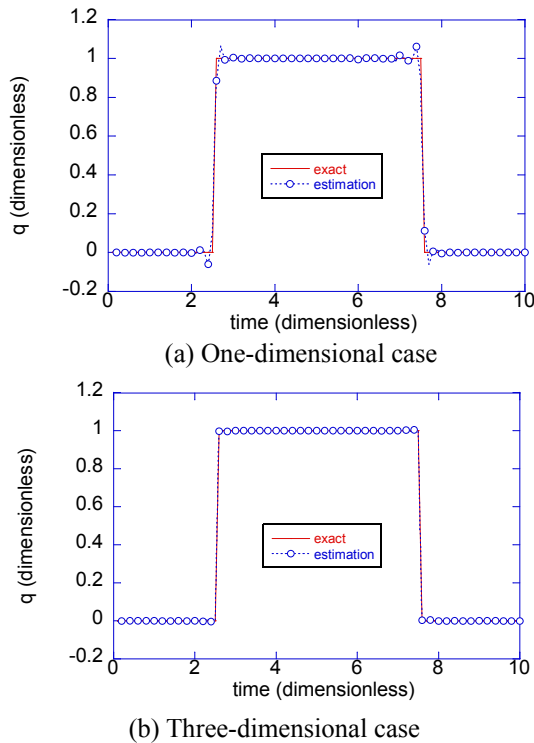 1.2
1
0.8
0.6
0.4
0.2
0
-0.2
q (dimensionless)
exact
estimation
0 2 4 6 8 10
time (dimensionless)
(a) One-dimensional case
1.2
1
0.8
0.6
0.4
0.2
0
-0.2
q (dimensionless)
exact
estimation
0 2 4 6 8 10
time (dimensionless)
(b) Three-dimensional case